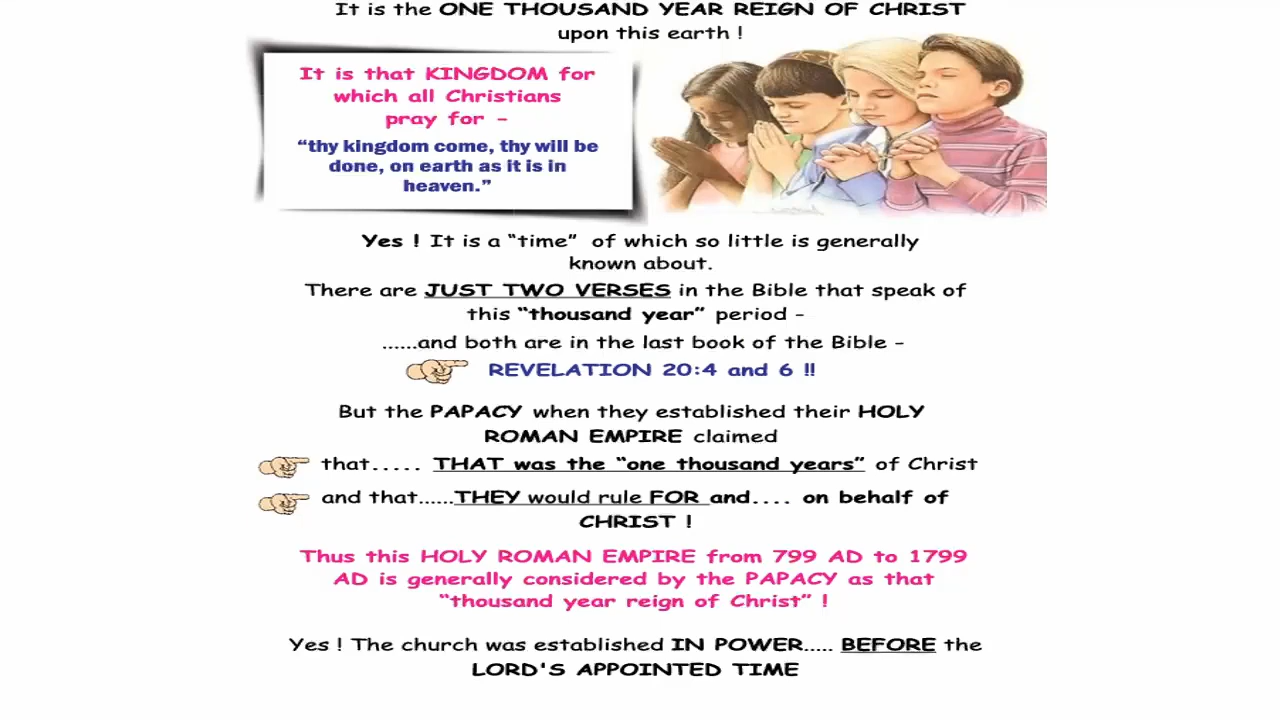 It is the ONE THOUSAND YEAR REIGN OF CHRIST
upon this earth !
It is that KINGDOM for
which all Christians
pray for -
“thy kingdom come, thy will be
done, on earth as it is in
heaven.”
Yes ! It is a “time” of which so little is generally
known about.
There are JUST TWO VERSES in the Bible that speak of
this “thousand year” period -
......and both are in the last book of the Bible -
REVELATION 20:4 and 6 !!
But the PAPACY when they established their HOLY
ROMAN EMPIRE claimed
that..... THAT was the “one thousand years” of Christ
and that......THEY would rule FOR and.... on behalf of
CHRIST !
Thus this HOLY ROMAN EMPIRE from 799 AD to 1799
AD is generally considered by the PAPACY as that
“thousand year reign of Christ” !
Yes ! The church was established IN POWER..... BEFORE the
LORD'S APPOINTED TIME